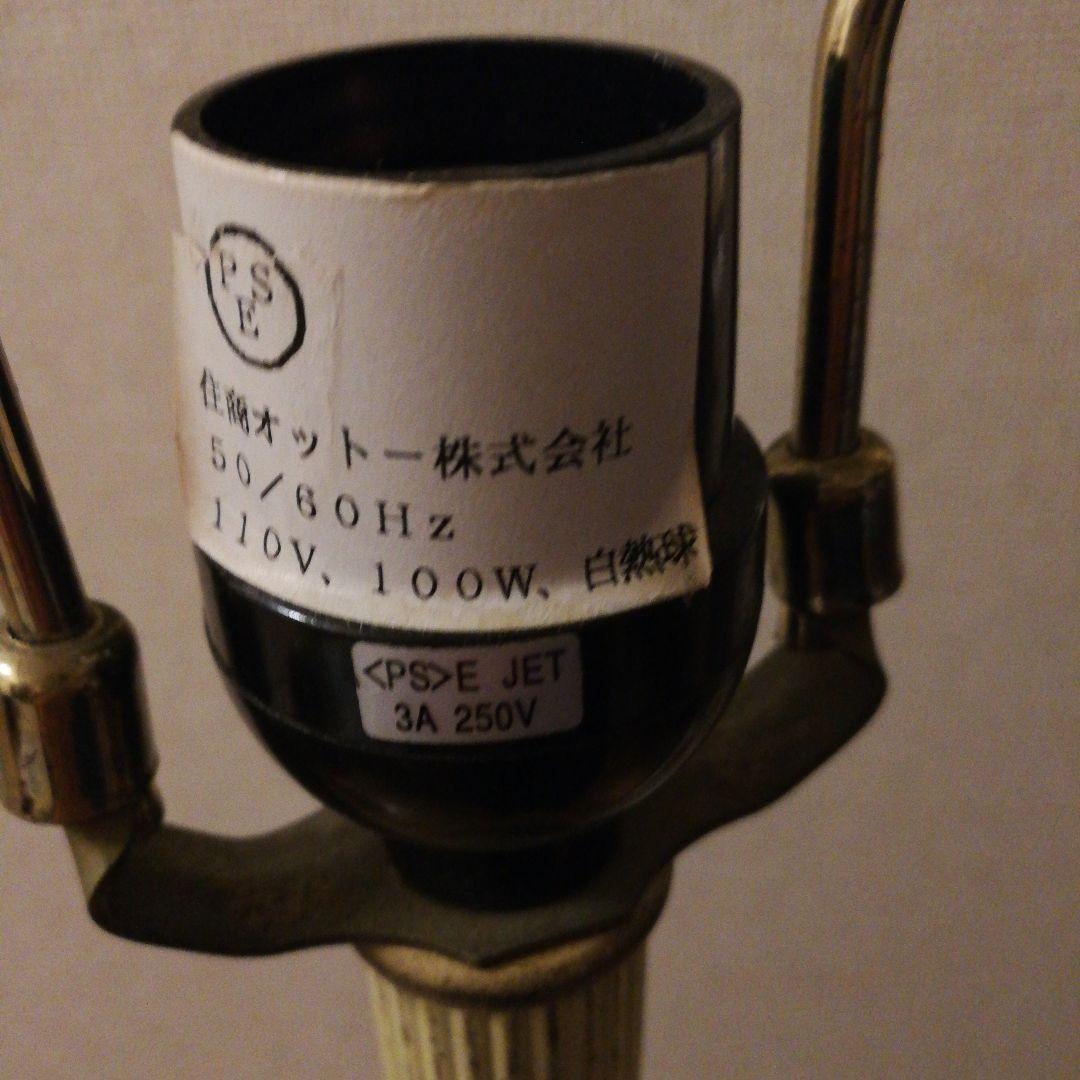 PS
E
住商オットー株式会社
50/60Hz
110V、100W、白熱球
<PS>E JET
3A 250V